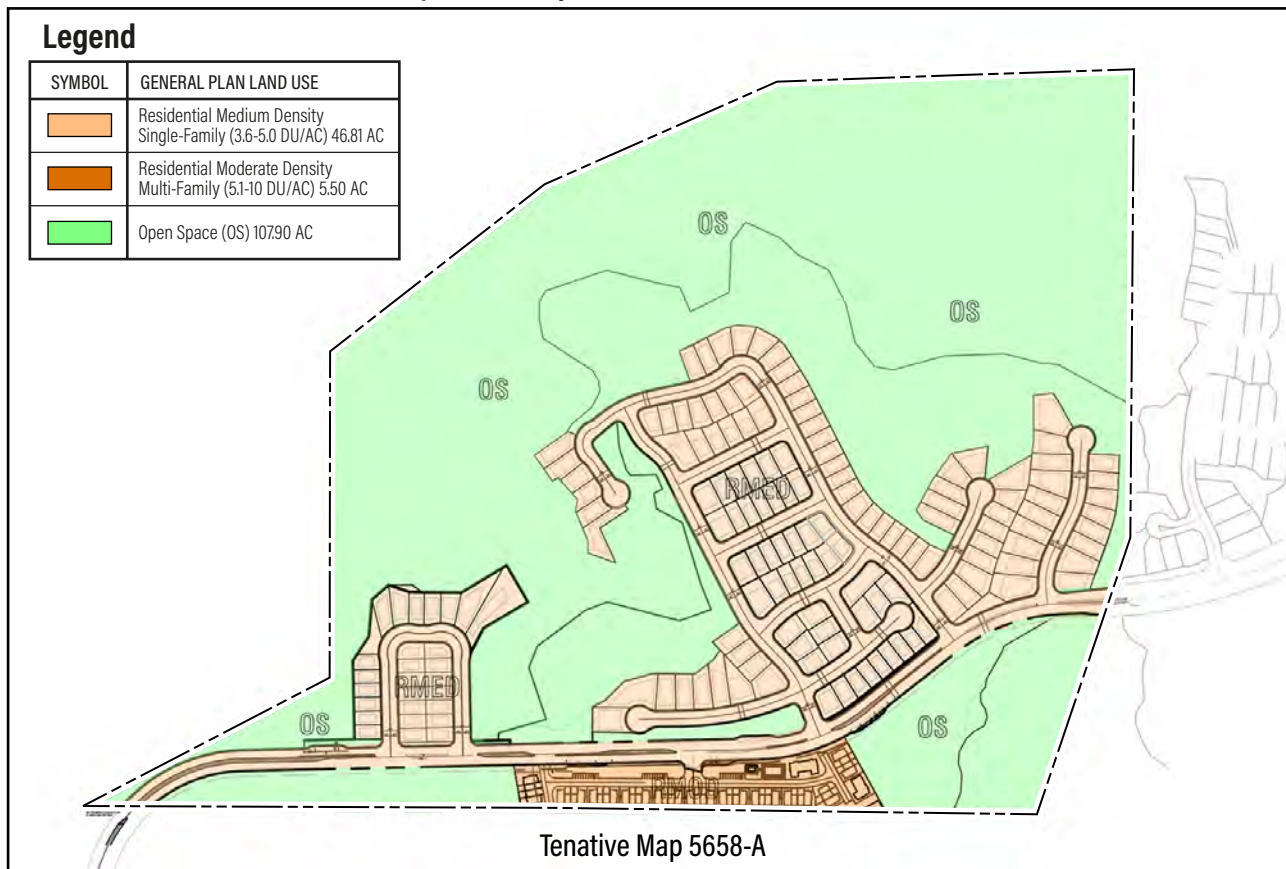 Legend
SYMBOL
GENERAL PLAN LAND USE
Residential Medium Density
Single-Family (3.6-5.0 DU/AC) 46.81 AC
Residential Moderate Density
Multi-Family (5.1-10 DU/AC) 5.50 AC
Open Space (OS) 107.90 AC
OS
OS
OS
RMED
RMED
OS
OS
RMOD
Tenative Map 5658-A